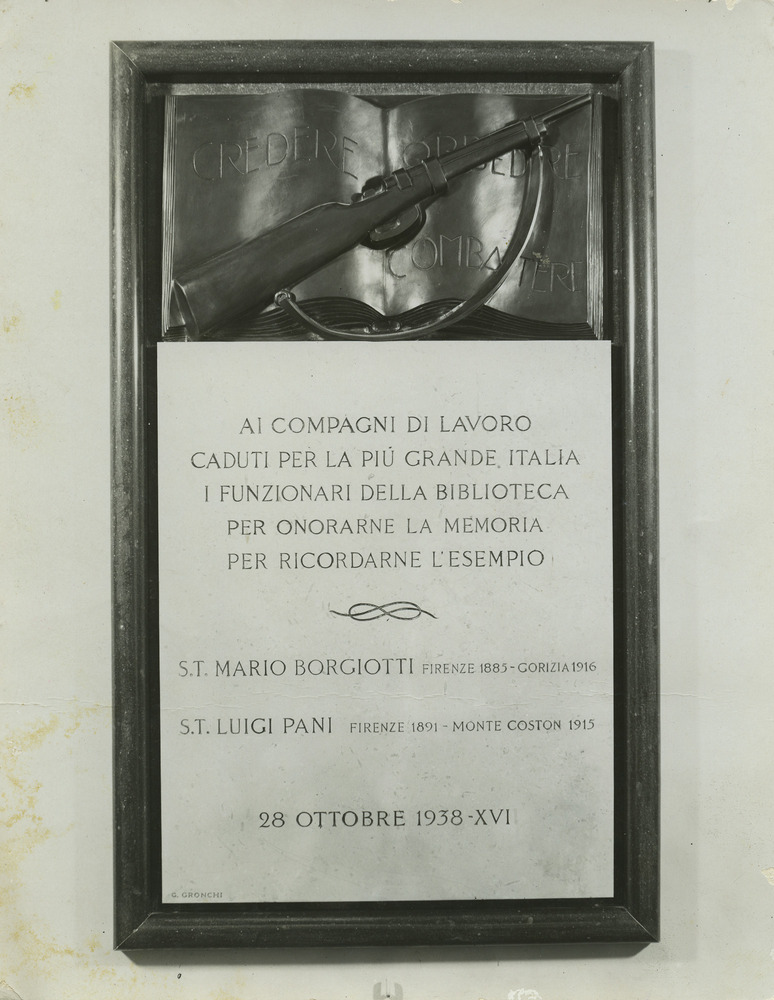 CREDERE OBBEDIRE
COMBATTERE
AI COMPAGNI DI LAVORO
CADUTI PER LA PIÚ GRANDE ITALIA
I FUNZIONARI DELLA BIBLIOTECA
PER ONORARNE LA MEMORIA
PER RICORDARNE L'ESEMPIO
S.T. MARIO BORGIOTTI FIRENZE 1885-GORIZIA 1916
S.T. LUIGI PANI FIRENZE 1891 - MONTE COSTON 1915
28 OTTOBRE 1938-XVI
G. GRONCHI